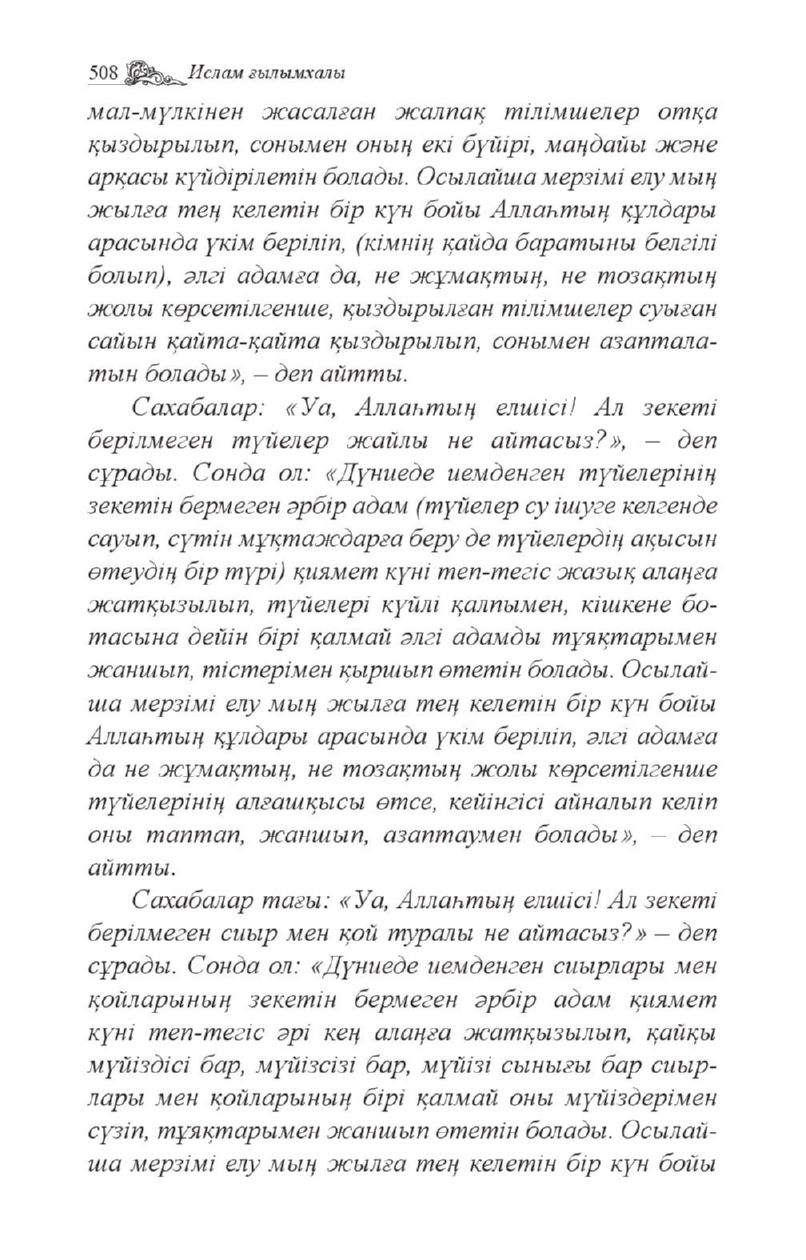 508 Ислам ғылымхалы
мал-мүлкінен жасалған жалпақ тілімшелер отқа
қыздырылып, сонымен оның екі бүйірі, маңдайы және
арқасы күйдірілетін болады. Осылайша мерзімі елу мың
жылға тең келетін бір күн бойы Аллаһтың құлдары
арасында үкім беріліп, (кімнің қайда баратыны белгілі
болып), әлгі адамға да, не жұмақтың, не тозақтың
жолы көрсетілгенше, қыздырылған тілімшелер суыған
сайын қайта-қайта қыздырылып, сонымен азаптала-
тын болады», – деп айтты.
Сахабалар: «Уа, Аллаһтың елшісі! Ал зекеті
берілмеген түйелер жайлы не айтасыз?», – деп
сұрады. Сонда ол: «Дүниеде иемденген түйелерінің
зекетін бермеген әрбір адам (түйелер су ішуге келгенде
сауып, сүтін мұқтаждарға беру де түйелердің ақысын
өтеудің бір түрі) қиямет күні теп-тегіс жазық алаңға
жатқызылып, түйелері күйлі қалпымен, кішкене бо-
тасына дейін бірі қалмай әлгі адамды тұяқтарымен
жаншып, тістерімен қыршып өтетін болады. Осылай-
ша мерзімі елу мың жылға тең келетін бір күн бойы
Аллаһтың құлдары арасында үкім беріліп, әлгі адамға
да не жұмақтың, не тозақтың жолы көрсетілгенше
түйелерінің алғашқысы өтсе, кейінгісі айналып келіп
оны таптап, жаншып, азаптаумен болады», – деп
айтты.
Сахабалар тағы: «Уа, Аллаһтың елшісі! Ал зекеті
берілмеген сиыр мен қой туралы не айтасыз?» – деп
сұрады. Сонда ол: «Дүниеде иемденген сиырлары мен
қойларының зекетін бермеген әрбір адам қиямет
күні теп-тегіс әрі кең алаңға жатқызылып, қайқы
мүйіздісі бар, мүйізсізі бар, мүйізі сынығы бар сиыр-
лары мен қойларының бірі қалмай оны мүйіздерімен
сүзіп, тұяқтарымен жаншып өтетін болады. Осылай-
ша мерзімі елу мың жылға тең келетін бір күн бойы